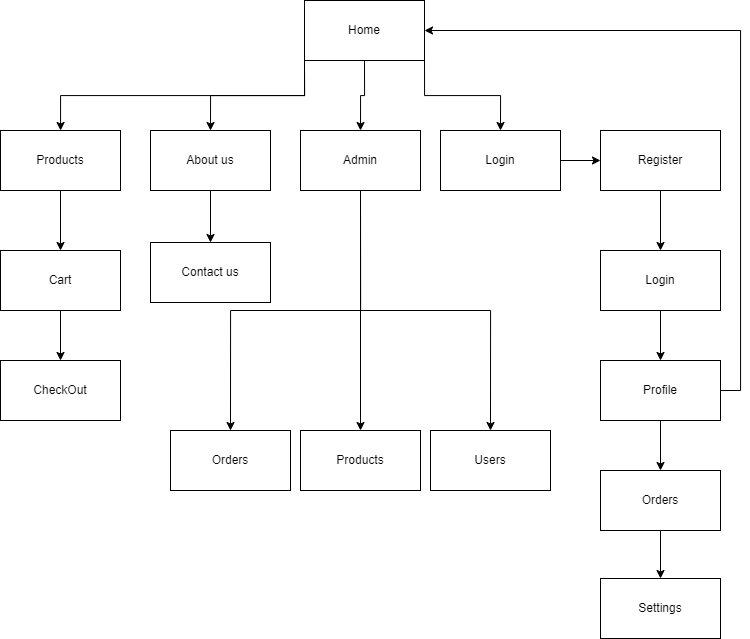 Home
Products
About us
Admin
Login
Register
Cart
Contact us
Login
CheckOut
Profile
Orders
Products
Users
Orders
Settings